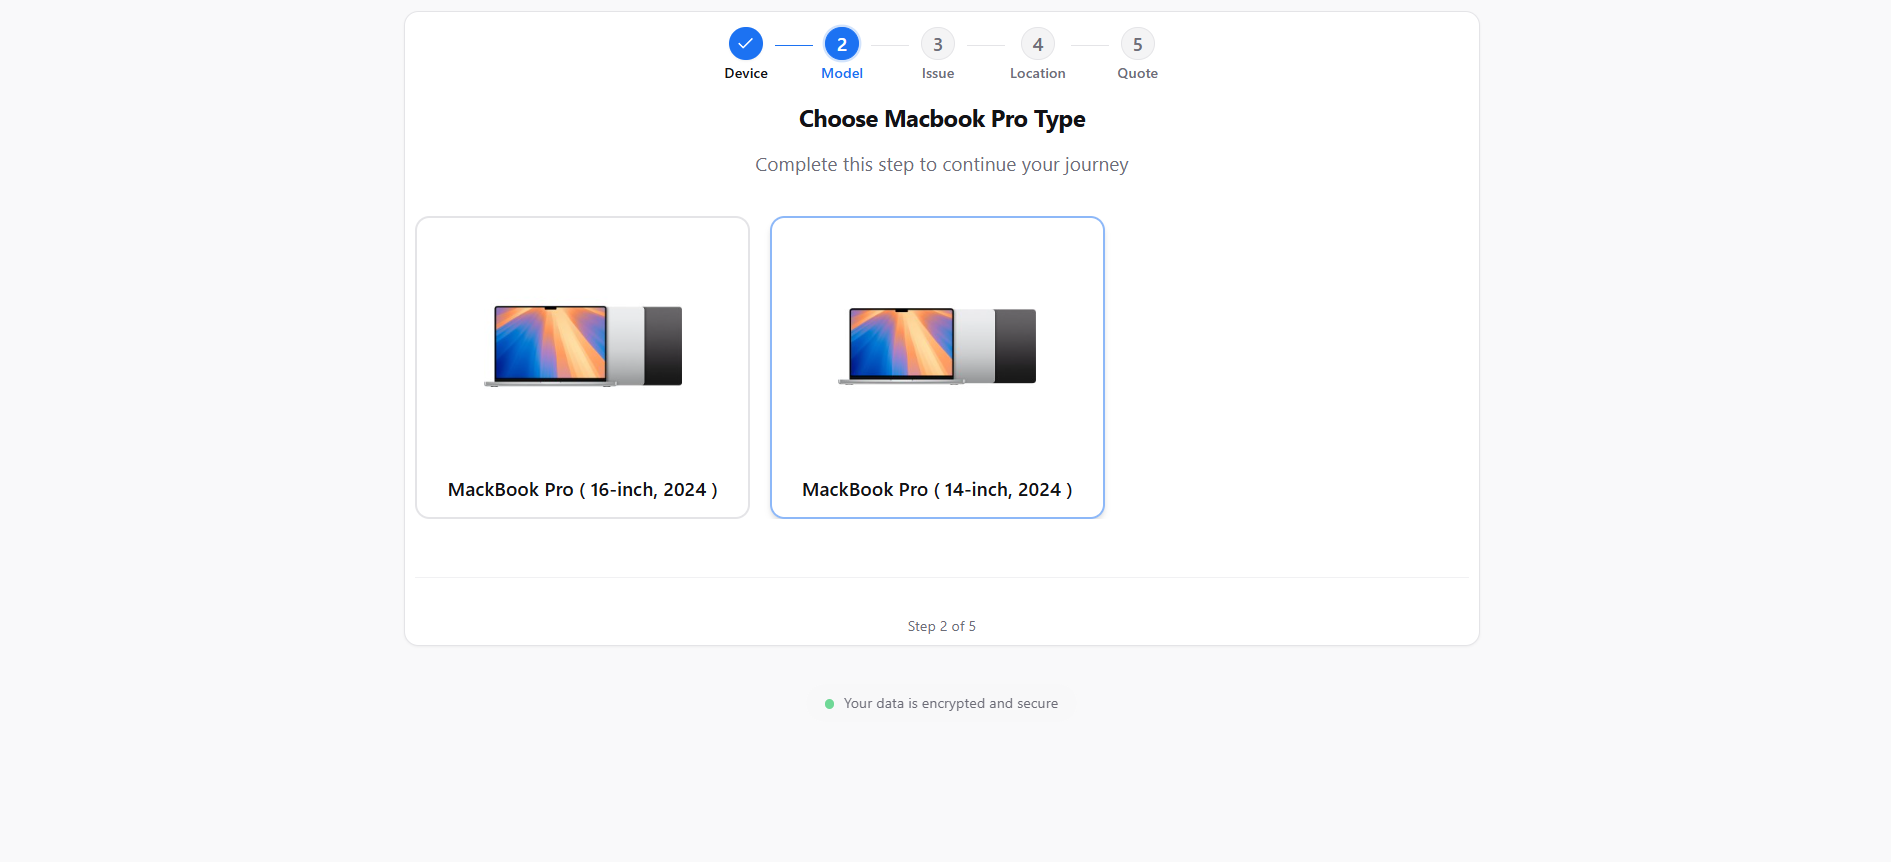 2 3 4 5
Device Model Issue Location Quote
Choose Macbook Pro Type
Complete this step to continue your journey
MackBook Pro ( 16-inch, 2024 ) MackBook Pro ( 14-inch, 2024 )
Step 2 of 5
Your data is encrypted and secure